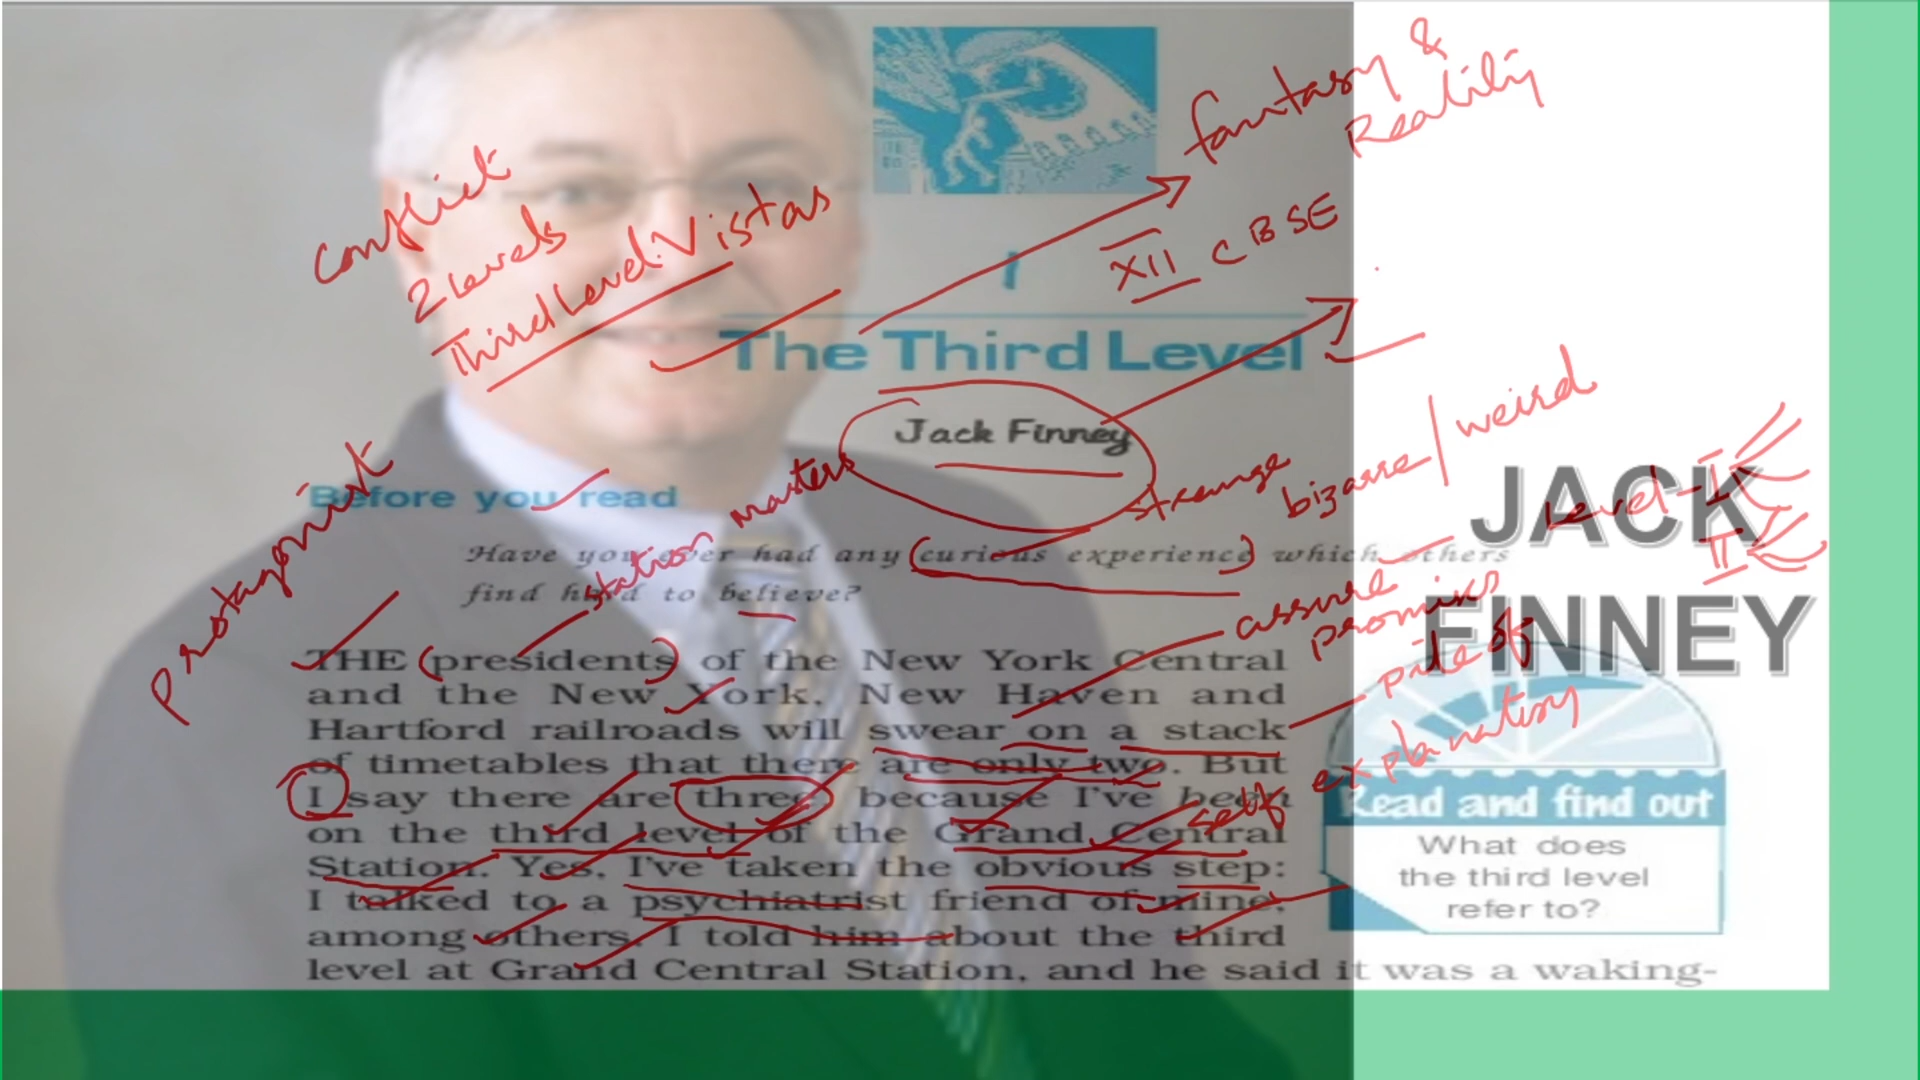 fantasy &
Reality
conflict
2 Levels
Third Level: Vistas
XII CBSE
1
The Third Level
Jack Finney
protagonist
Before you read
station masters
strange
bizarre/weird
Level - I
II
JACK
FINNEY
Have you ever had any curious experience which others
find hard to believe?
assure
promises
pile of
self explanatory
THE (presidents) of the New York Central
and the New York, New Haven and
Hartford railroads will swear on a stack
of timetables that there are only two. But
I say there are three, because I've been
on the third level of the Grand Central
Station. Yes, I've taken the obvious step:
I talked to a psychiatrist friend of mine,
among others. I told him about the third
level at Grand Central Station, and he said it was a waking-
Read and find out
What does
the third level
refer to?